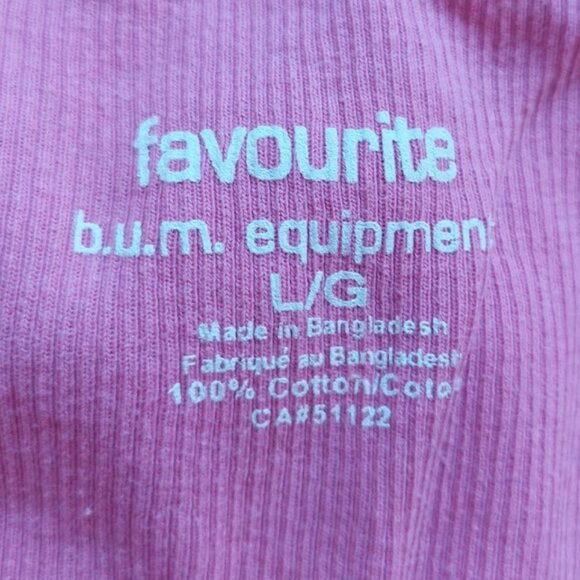 favourite
b.u.m. equipment
L/G
Made in Bangladesh
Fabriqué au Bangladesh
100% Cotton/Coton
CA#51122